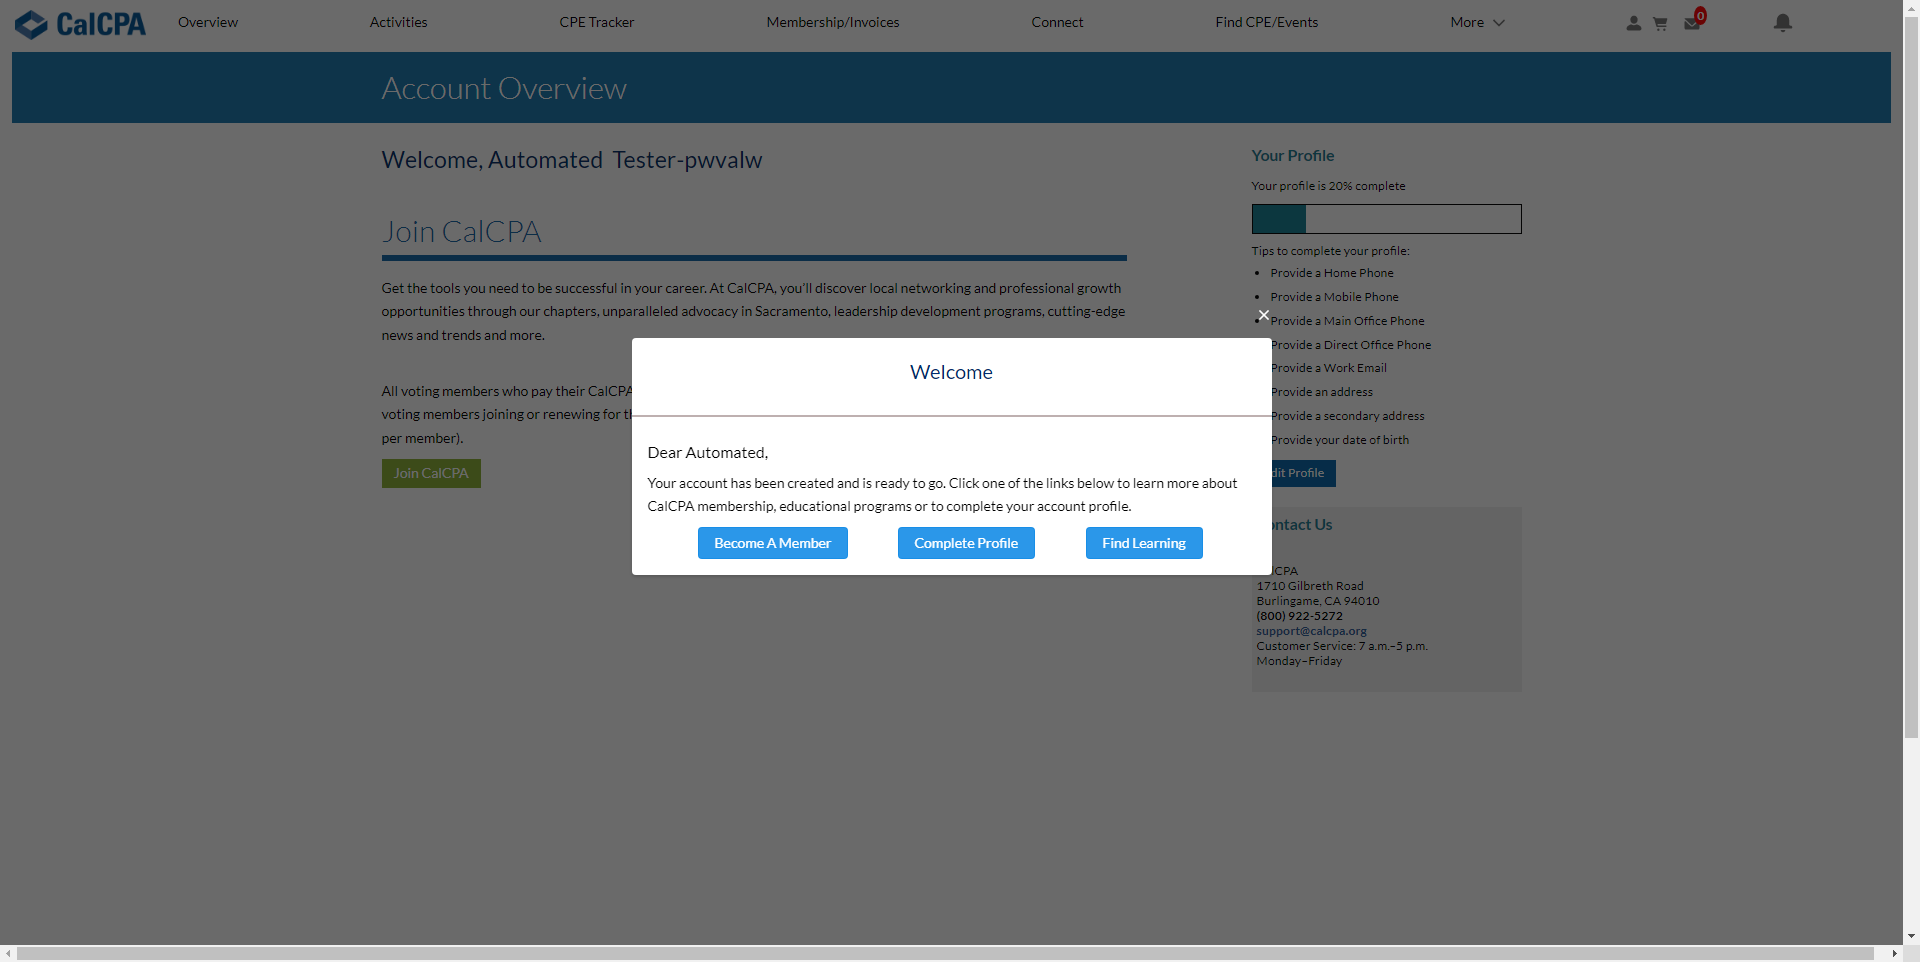 CalCPA
Overview
Activities
CPE Tracker
Membership/Invoices
Connect
Find CPE/Events
More
0
Account Overview
Welcome, Automated Tester-pwvalw
Join CalCPA
Get the tools you need to be successful in your career. At CalCPA, you'll discover local networking and professional growth
opportunities through our chapters, unparalleled advocacy in Sacramento, leadership development programs, cutting-edge
news and trends and more.
All voting members who pay their CalCPA
voting members joining or renewing for
per member).
Join CalCPA
Welcome
Dear Automated,
Your account has been created and is ready to go. Click one of the links below to learn more about
CalCPA membership, educational programs or to complete your account profile.
Become A Member
Complete Profile
Find Learning
Your Profile
Your profile is 20% complete
Tips to complete your profile:
Provide a Home Phone
Provide a Mobile Phone
Provide a Main Office Phone
Provide a Direct Office Phone
Provide a Work Email
Provide an address
Provide a secondary address
Provide your date of birth
dit Profile
ontact Us
CPA
1710 Gilbreth Road
Burlingame, CA 94010
(800) 922-5272
support@calcpa.org
Customer Service: 7 a.m.–5 p.m.
Monday–Friday